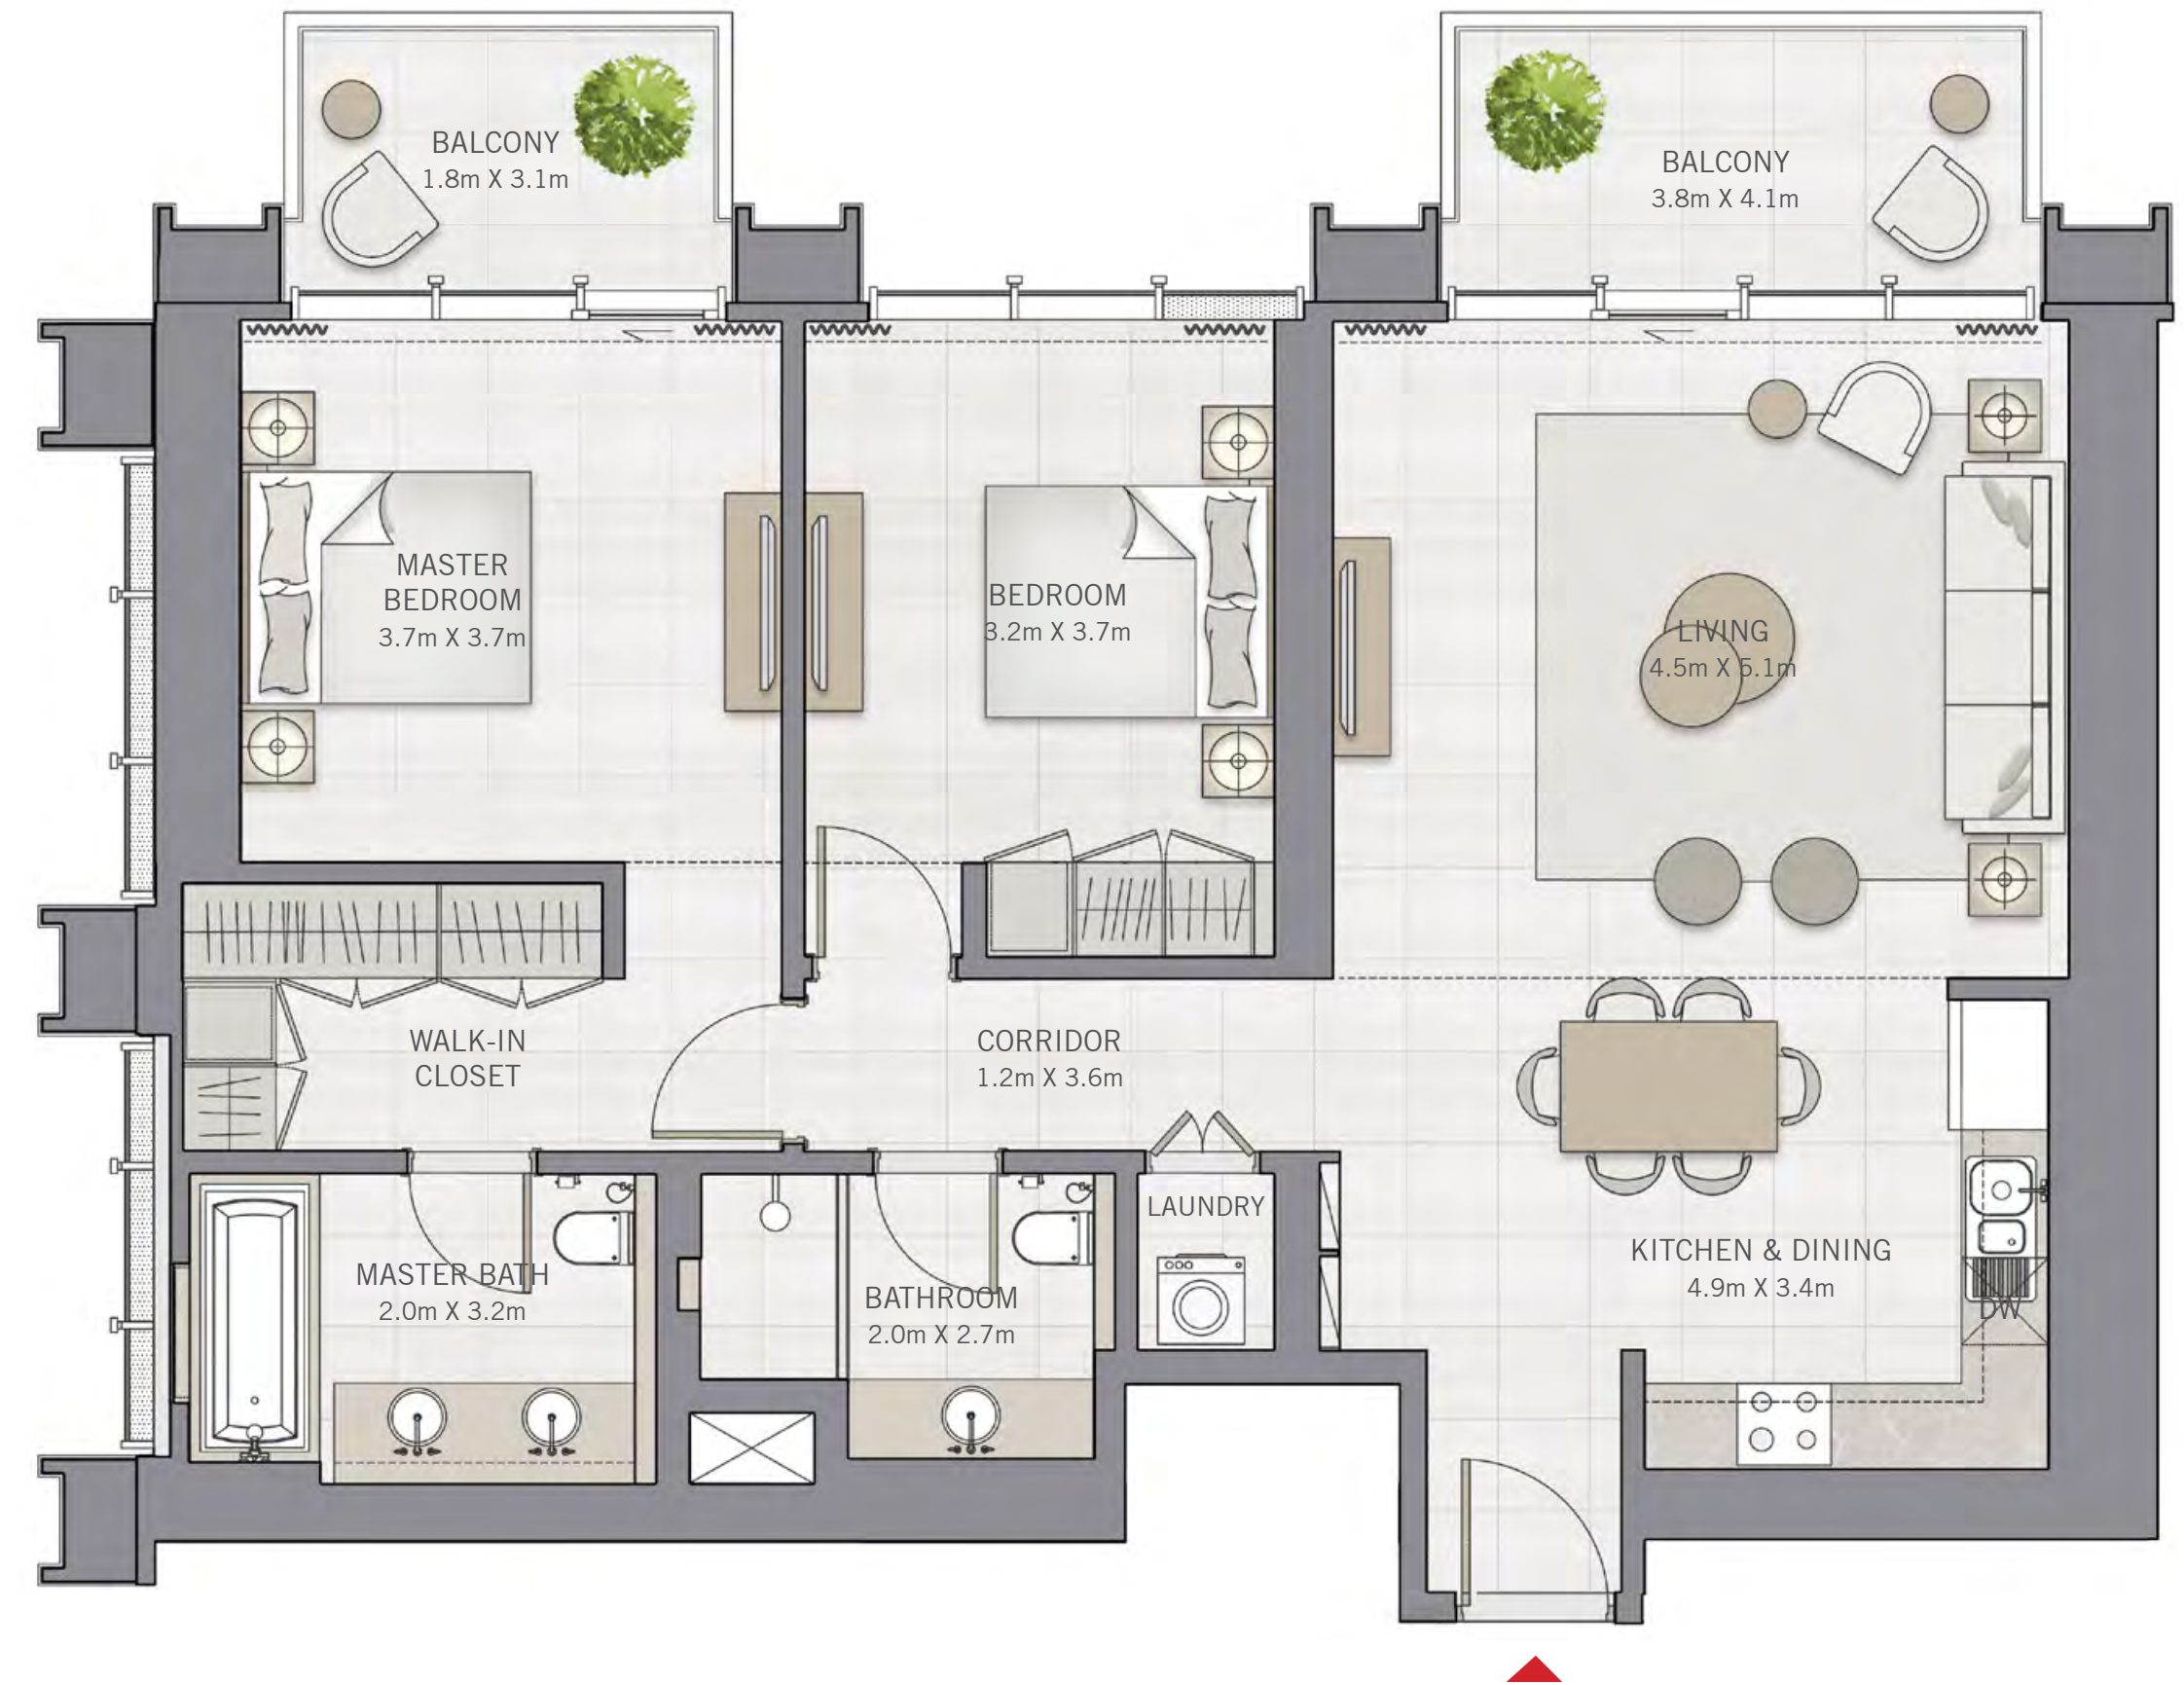 BALCONY
1.8m X 3.1m
BALCONY
3.8m X 4.1m
MASTER
BEDROOM
3.7m X 3.7m
BEDROOM
3.2m X 3.7m
LIVING
4.5m X 5.1m
WALK-IN
CLOSET
CORRIDOR
1.2m X 3.6m
LAUNDRY
KITCHEN & DINING
4.9m X 3.4m
DW
MASTER BATH
2.0m X 3.2m
BATHROOM
2.0m X 2.7m